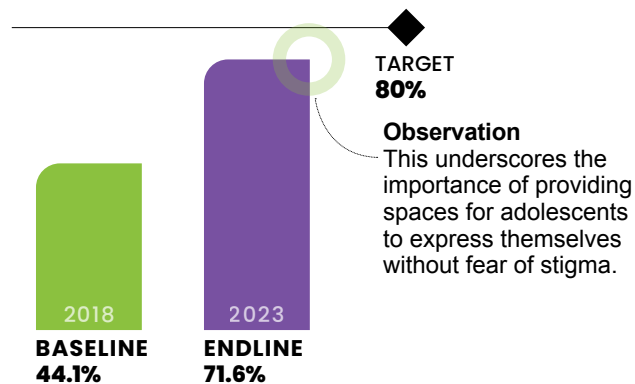 TARGET
80%
Observation
This underscores the
importance of providing
spaces for adolescents
to express themselves
without fear of stigma.
2018
2023
BASELINE
44.1%
ENDLINE
71.6%